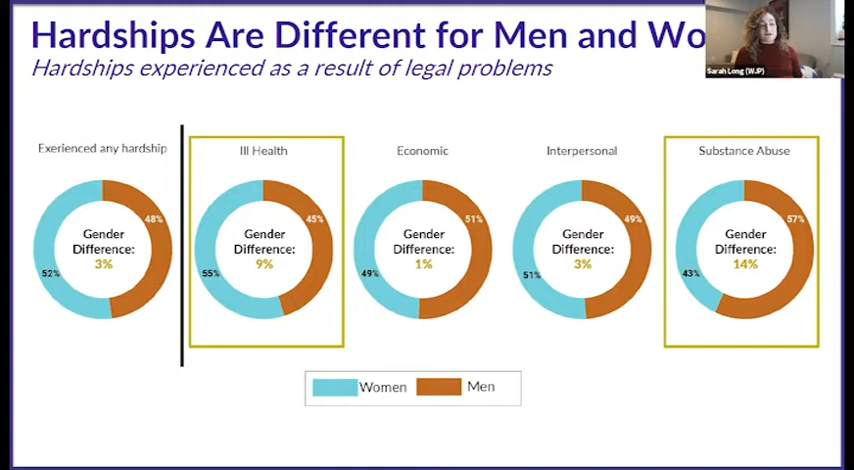 Hardships Are Different for Men and Wo
Hardships experienced as a result of legal problems
Sarah Long (WJP)
Exerienced any hardship
48%
Gender
Difference:
3%
52%
Ill Health
45%
Gender
Difference:
9%
55%
Economic
51%
Gender
Difference:
1%
49%
Interpersonal
49%
Gender
Difference:
3%
51%
Substance Abuse
57%
Gender
Difference:
14%
43%
Women
Men